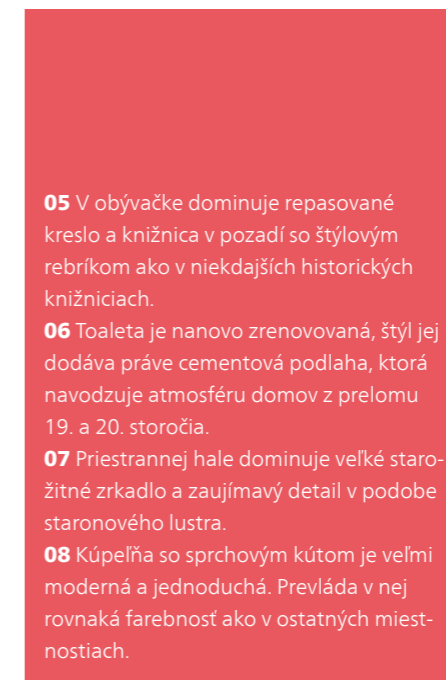 05 V obývačke dominuje repasované
kreslo a knižnica v pozadí so štýlovým
rebríkom ako v niekdajších historických
knižniciach.
06 Toaleta je nanovo zrenovovaná, štýl jej
dodáva práve cementová podlaha, ktorá
navodzuje atmosféru domov z prelomu
19. a 20. storočia.
07 Priestrannej hale dominuje veľké staro-
žitné zrkadlo a zaujímavý detail v podobe
staronového lustra.
08 Kúpeľňa so sprchovým kútom je veľmi
moderná a jednoduchá. Prevláda v nej
rovnaká farebnosť ako v ostatných miest-
nostiach.